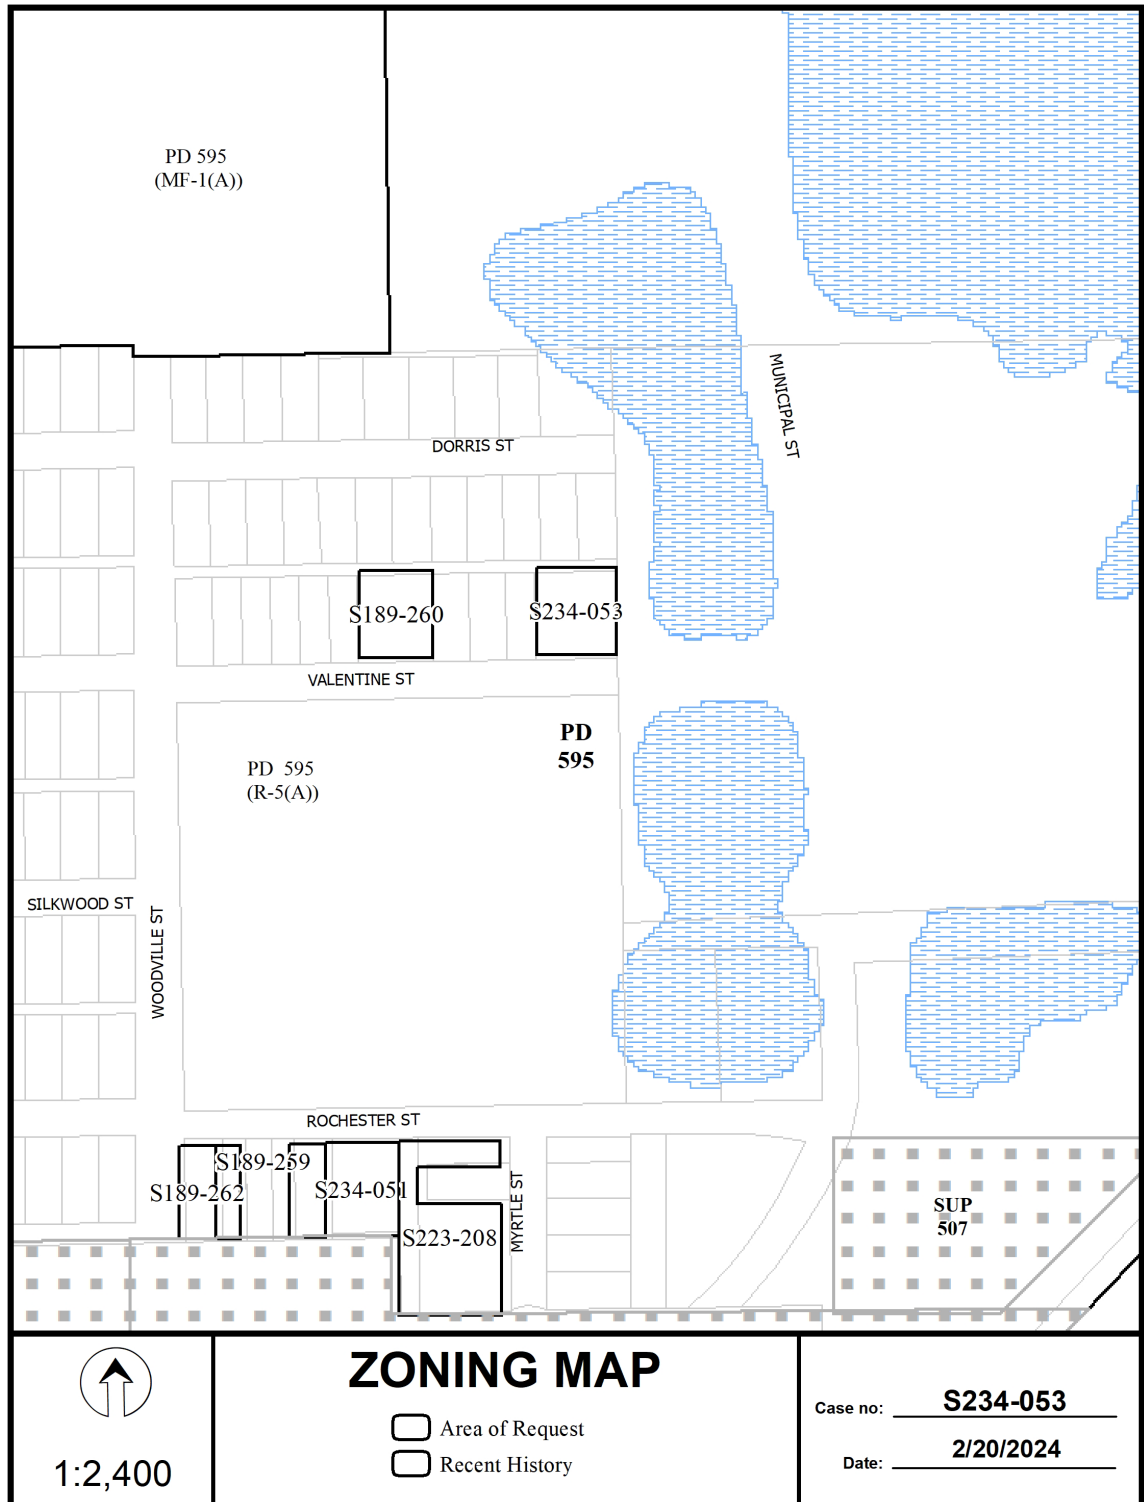 PD 595
(MF-1(A))
MUNICIPAL ST
DORRIS ST
S189-260
S234-053
VALENTINE ST
PD
595
PD 595
(R-5(A))
SILKWOOD ST
WOODVILLE ST
ROCHESTER ST
S189-259
S189-262
S234-051
MYRTLE ST
S223-208
SUP
507
1:2,400
ZONING MAP
Area of Request
Recent History
Case no: S234-053
Date: 2/20/2024